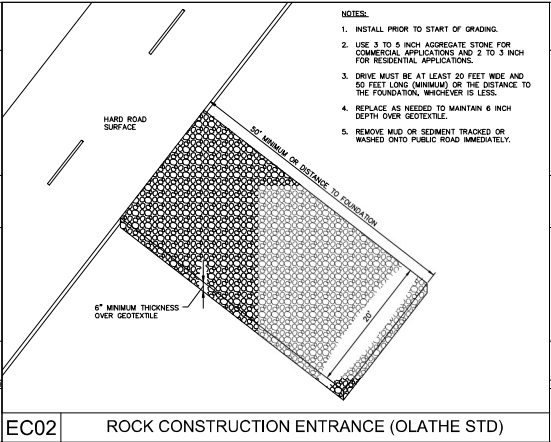 NOTES:
1. INSTALL PRIOR TO START OF GRADING.
2. USE 3 TO 5 INCH AGGREGATE STONE FOR
COMMERCIAL APPLICATIONS AND 2 TO 3 INCH
FOR RESIDENTIAL APPLICATIONS.
3. DRIVE MUST BE AT LEAST 20 FEET WIDE AND
50 FEET LONG (MINIMUM) OR THE DISTANCE TO
THE FOUNDATION, WHICHEVER IS LESS.
4. REPLACE AS NEEDED TO MAINTAIN 6 INCH
DEPTH OVER GEOTEXTILE.
5. REMOVE MUD OR SEDIMENT TRACKED OR
WASHED ONTO PUBLIC ROAD IMMEDIATELY.
HARD ROAD
SURFACE
50' MINIMUM OR DISTANCE TO FOUNDATION
20'
6" MINIMUM THICKNESS
OVER GEOTEXTILE
EC02
ROCK CONSTRUCTION ENTRANCE (OLATHE STD)